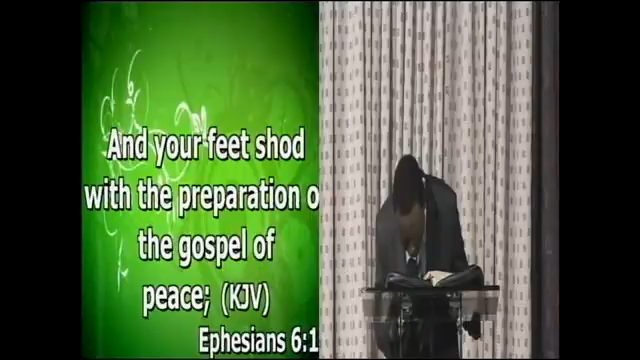 And your feet shod
with the preparation o
the gospel of
peace; (KJV)
Ephesians 6:1